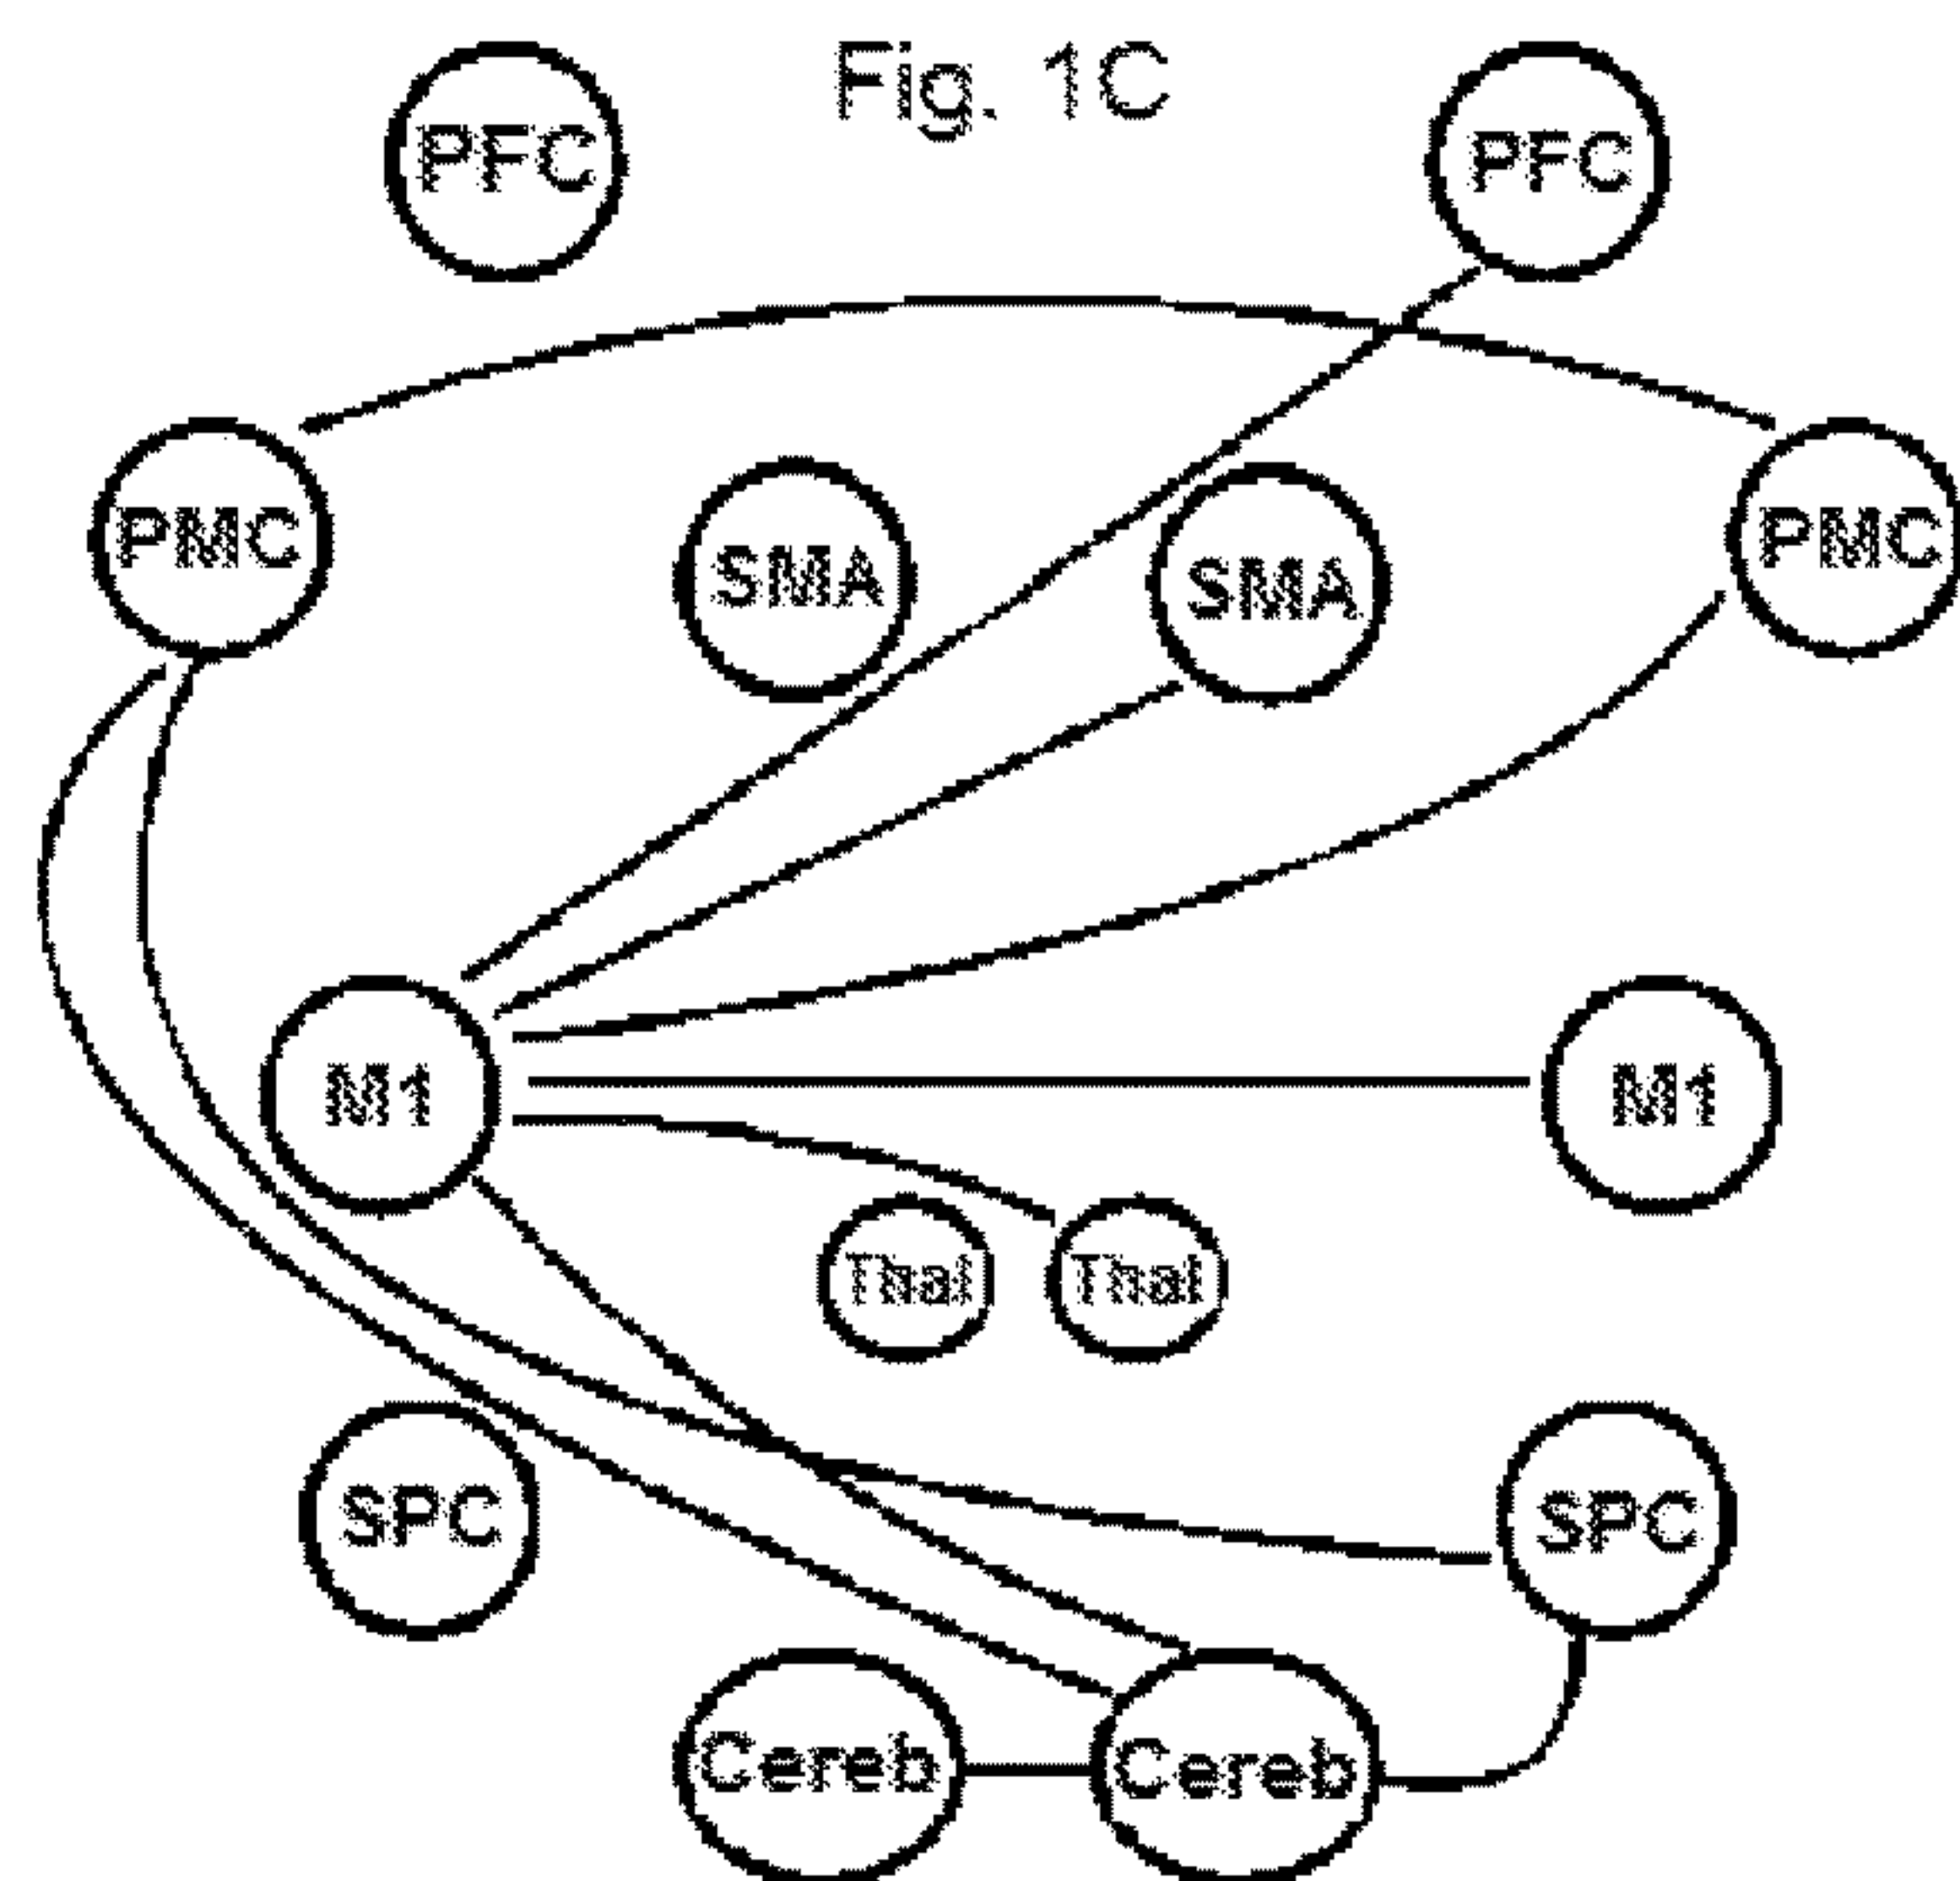 Fig. 1C
PFC
PFC
PMC
SMA
SMA
PMC
M1
M1
Thal
Thal
SPC
SPC
Cereb
Cereb